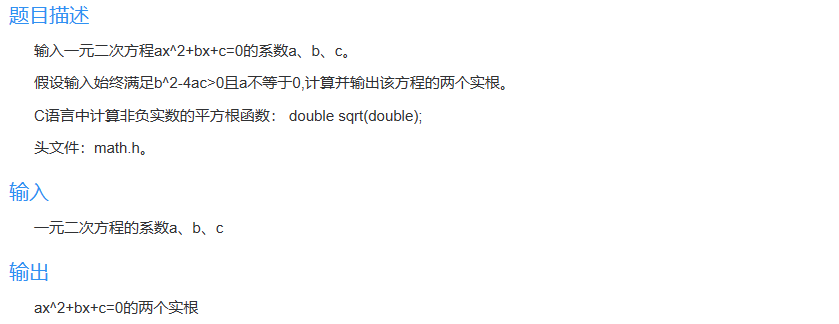 题目描述
输入一元二次方程ax^2+bx+c=0的系数a、b、c。
假设输入始终满足b^2-4ac>0且a不等于0,计算并输出该方程的两个实根。
C语言中计算非负实数的平方根函数： double sqrt(double);
头文件：math.h。
输入
一元二次方程的系数a、b、c
输出
ax^2+bx+c=0的两个实根